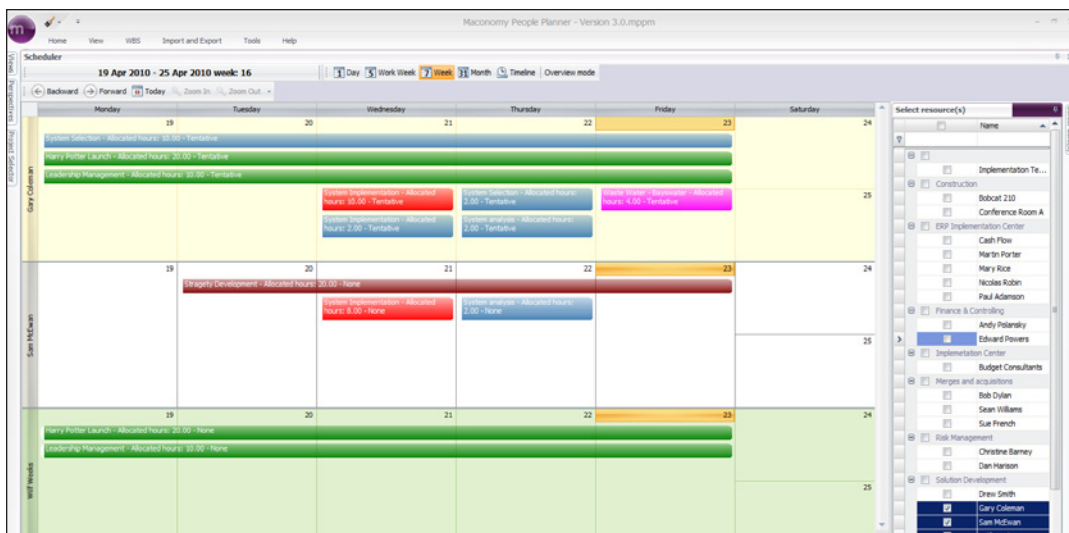 Maconomy People Planner - Version 3.0.mppm
m
Home View WBS Import and Export Tools Help
Scheduler
19 Apr 2010 - 25 Apr 2010 week: 16
1 Day 5 Work Week 7 Week 31 Month Timeline Overview mode
Backward Forward Today Zoom In Zoom Out
Views
Perspectives
Project Selector
Monday Tuesday Wednesday Thursday Friday Saturday
Gary Coleman
19 20 21 22 23 24
System Selection - Allocated hours: 10.00 - Tentative
Harry Potter Launch - Allocated hours: 20.00 - Tentative
Leadership Management - Allocated hours: 10.00 - Tentative
System Implementation - Allocated
hours: 10.00 - Tentative
System Selection - Allocated hours:
2.00 - Tentative
Waste Water - Bayswater - Allocated
hours: 4.00 - Tentative
25
System Implementation - Allocated
hours: 2.00 - Tentative
System analysis - Allocated hours:
2.00 - Tentative
Sam McEwan
19 20 21 22 23 24
Stragety Development - Allocated hours: 20.00 - None
System Implementation - Allocated
hours: 8.00 - None
System analysis - Allocated hours:
2.00 - None
25
Wilf Weeks
19 20 21 22 23 24
Harry Potter Launch - Allocated hours: 20.00 - None
Leadership Management - Allocated hours: 10.00 - None
25
Select resource(s)
Name
Implementation Te...
Construction
Bobcat 210
Conference Room A
ERP Implementation Center
Cash Flow
Martin Porter
Mary Rice
Nicolas Robin
Paul Adamson
Finance & Controlling
Andy Polansky
Edward Powers
Implemetation Center
Budget Consultants
Merges and acquisitions
Bob Dylan
Sean Williams
Sue French
Risk Management
Christine Barney
Dan Harison
Solution Development
Drew Smith
Gary Coleman
Sam McEwan